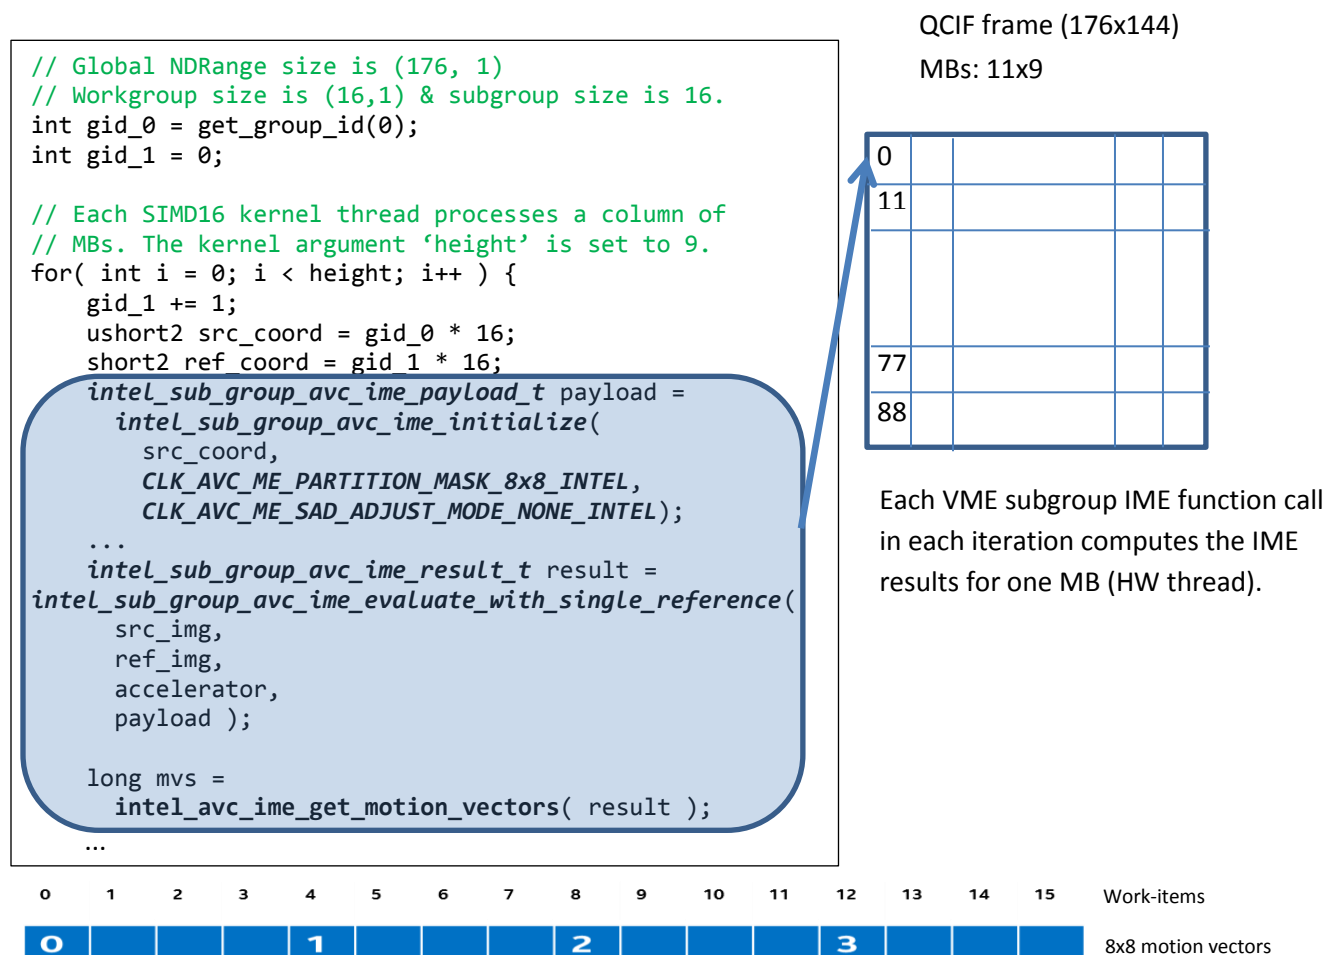 QCIF frame (176x144)
MBs: 11x9
// Global NDRange size is (176, 1)
// Workgroup size is (16,1) & subgroup size is 16.
int gid_0 = get_group_id(0);
int gid_1 = 0;
// Each SIMD16 kernel thread processes a column of
// MBs. The kernel argument ‘height’ is set to 9.
for( int i = 0; i < height; i++ ) {
gid_1 += 1;
ushort2 src_coord = gid_0 * 16;
short2 ref_coord = gid_1 * 16;
intel_sub_group_avc_ime_payload_t payload =
intel_sub_group_avc_ime_initialize(
src_coord,
CLK_AVC_ME_PARTITION_MASK_8x8_INTEL,
CLK_AVC_ME_SAD_ADJUST_MODE_NONE_INTEL);
...
intel_sub_group_avc_ime_result_t result =
intel_sub_group_avc_ime_evaluate_with_single_reference(
src_img,
ref_img,
accelerator,
payload );
long mvs =
intel_avc_ime_get_motion_vectors( result );
...
0
11
77
88
Each VME subgroup IME function call
in each iteration computes the IME
results for one MB (HW thread).
0 1 2 3 4 5 6 7 8 9 10 11 12 13 14 15 Work-items
0 1 2 3 8x8 motion vectors